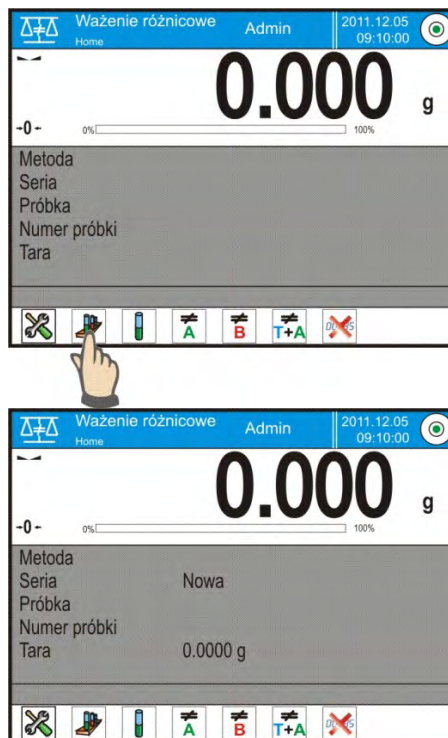 Ważenie różnicowe Admin 2011.12.05
Home 09:10:00
0.000 g
→0← 0% 100%
Metoda
Seria
Próbka
Numer próbki
Tara
≠ ≠ ≠
A B T+A
Ważenie różnicowe Admin 2011.12.05
Home 09:10:00
0.000 g
→0← 0% 100%
Metoda
Seria Nowa
Próbka
Numer próbki
Tara 0.0000 g
≠ ≠ ≠
A B T+A